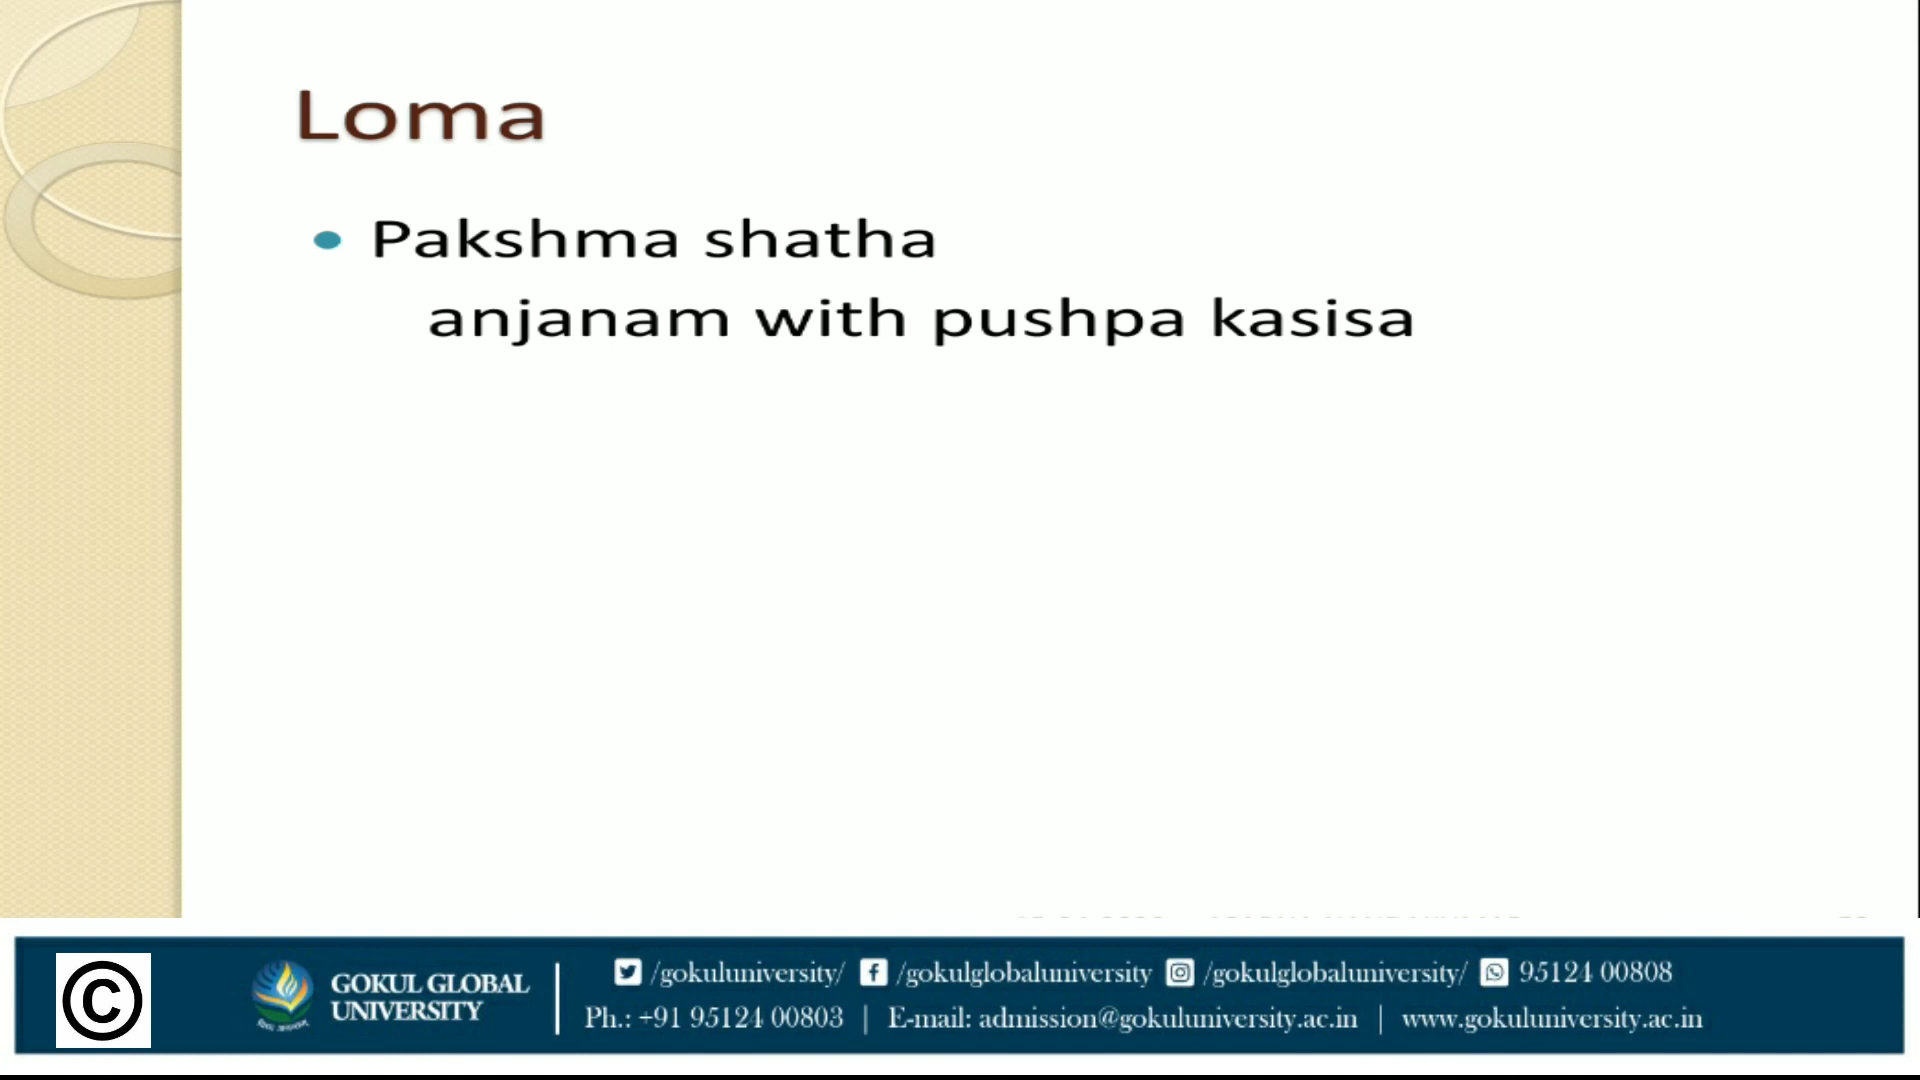 Loma
Pakshma shatha
anjanam with pushpa kasisa
©
GOKUL GLOBAL
UNIVERSITY
/gokuluniversity/ /gokulglobaluniversity /gokulglobaluniversity/ 95124 00808
Ph.: +91 95124 00803 | E-mail: admission@gokuluniversity.ac.in | www.gokuluniversity.ac.in